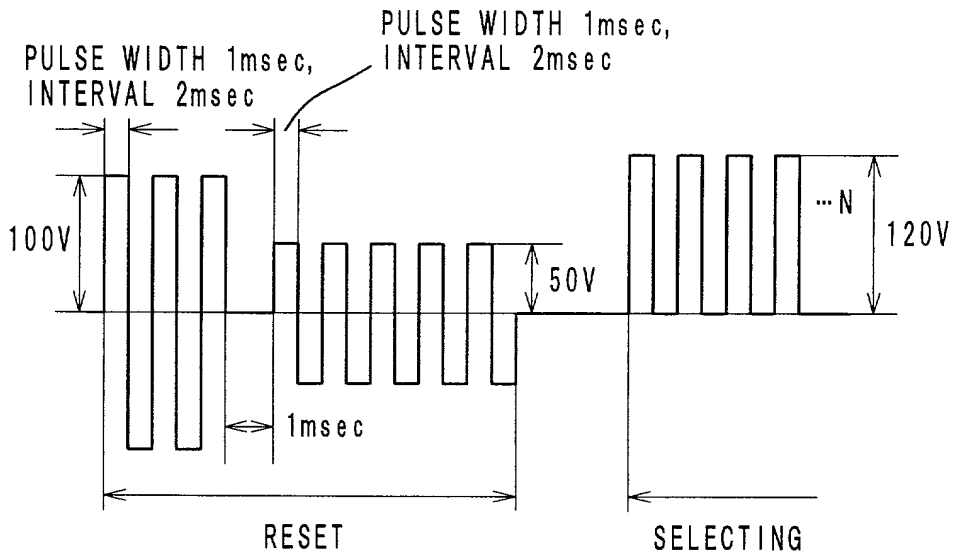 PULSE WIDTH 1msec,
INTERVAL 2msec
PULSE WIDTH 1msec,
INTERVAL 2msec
100V
50V
…N
120V
1msec
RESET
SELECTING